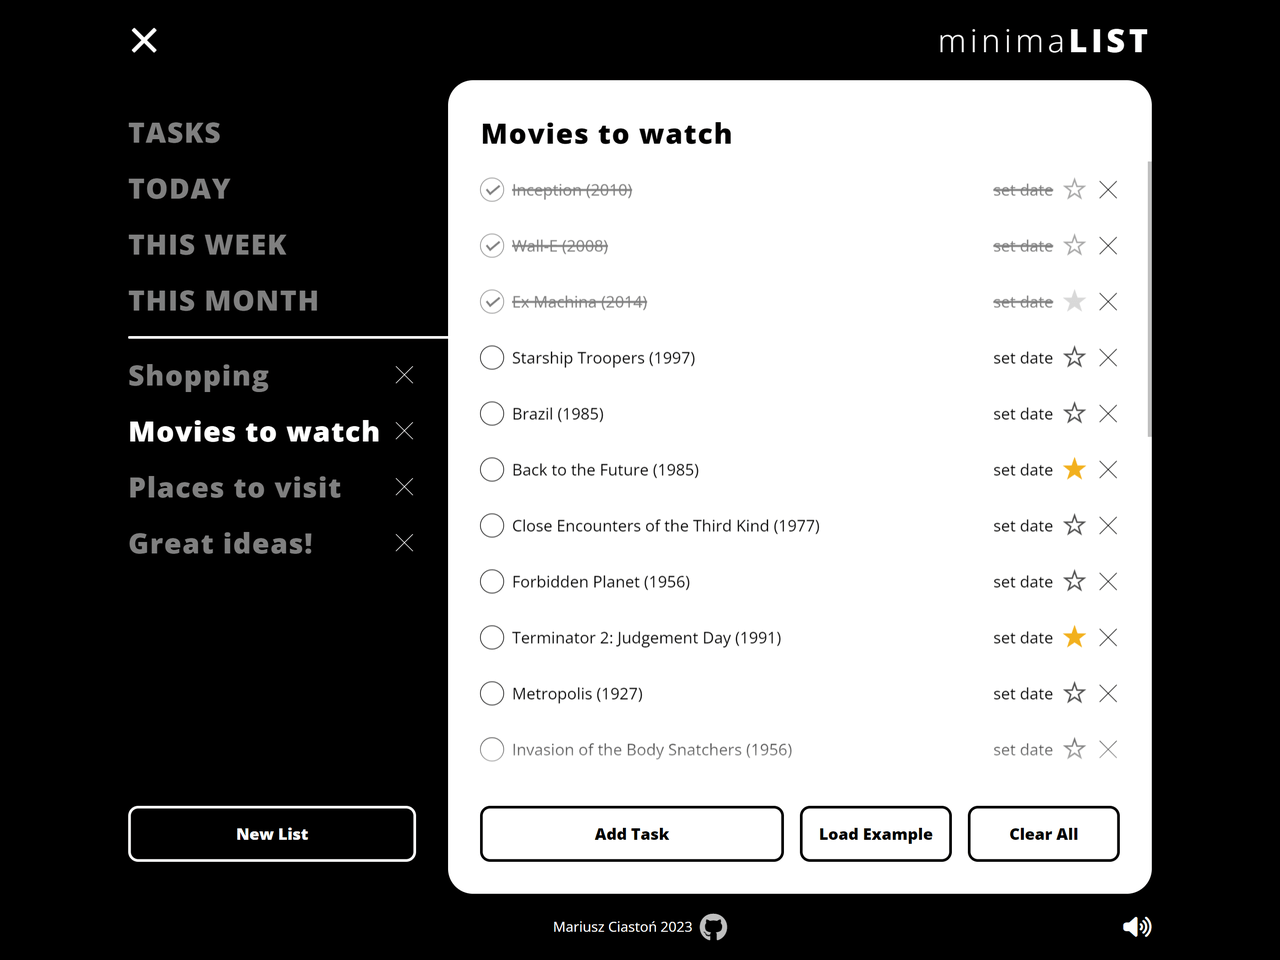 minimaLIST
TASKS
TODAY
THIS WEEK
THIS MONTH
Shopping
Movies to watch
Places to visit
Great ideas!
New List
Movies to watch
Inception (2010) set date
Wall-E (2008) set date
Ex Machina (2014) set date
Starship Troopers (1997) set date
Brazil (1985) set date
Back to the Future (1985) set date
Close Encounters of the Third Kind (1977) set date
Forbidden Planet (1956) set date
Terminator 2: Judgement Day (1991) set date
Metropolis (1927) set date
Invasion of the Body Snatchers (1956) set date
Add Task Load Example Clear All
Mariusz Ciastoń 2023